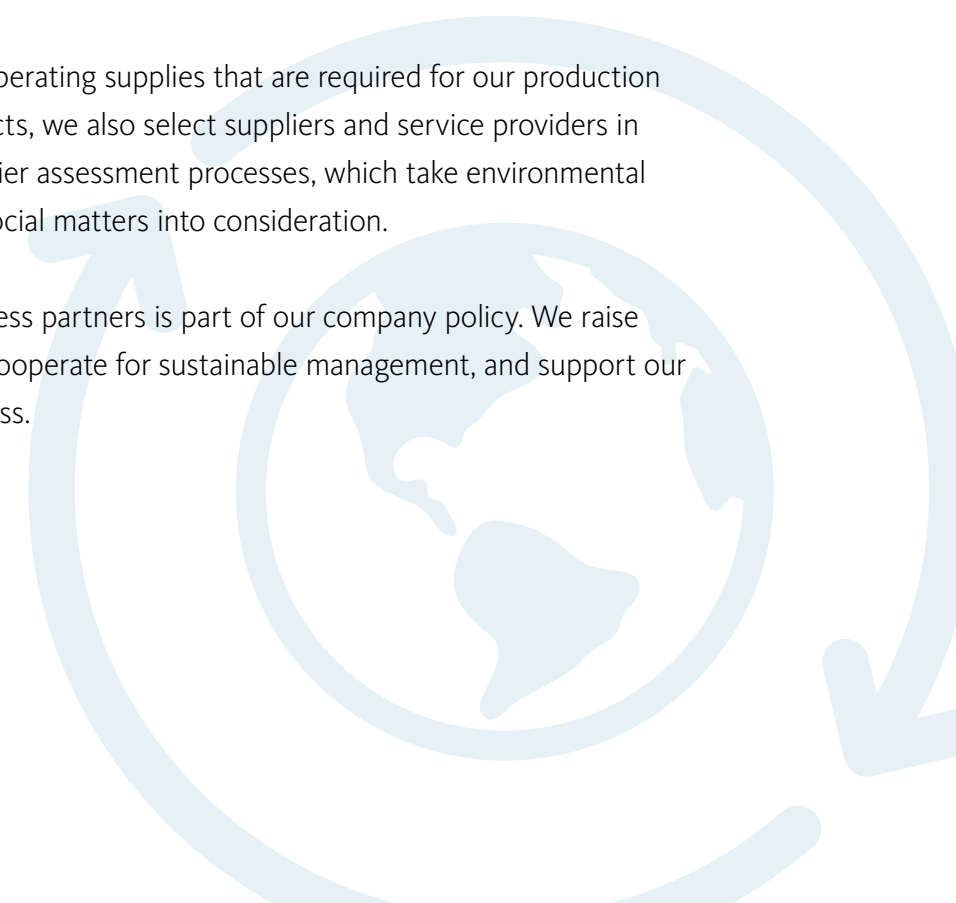 perating supplies that are required for our production
cts, we also select suppliers and service providers in
ier assessment processes, which take environmental
ocial matters into consideration.
ess partners is part of our company policy. We raise
ooperate for sustainable management, and support our
ss.